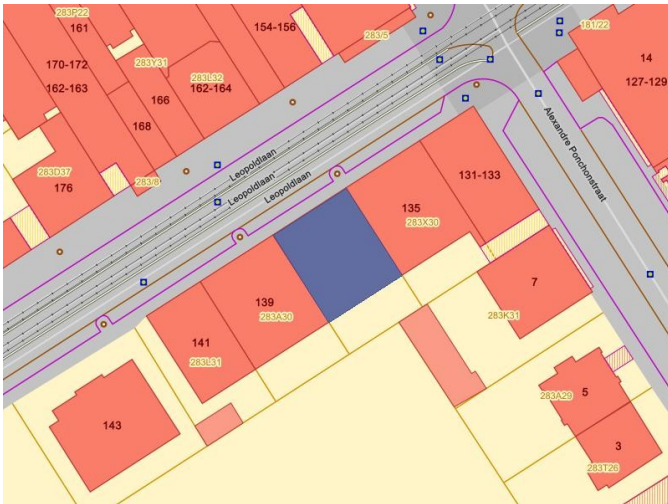 283P22
161
154-156
283/5
181/22
170-172
162-163
283Y31
283L32
162-164
14
127-129
166
168
Leopoldlaan
Leopoldlaan
Leopoldlaan
Alexandre Ponchonstraat
283D37
176
283/8
131-133
135
283X30
139
283A30
7
283K31
141
283L31
143
283A29
5
3
283T26